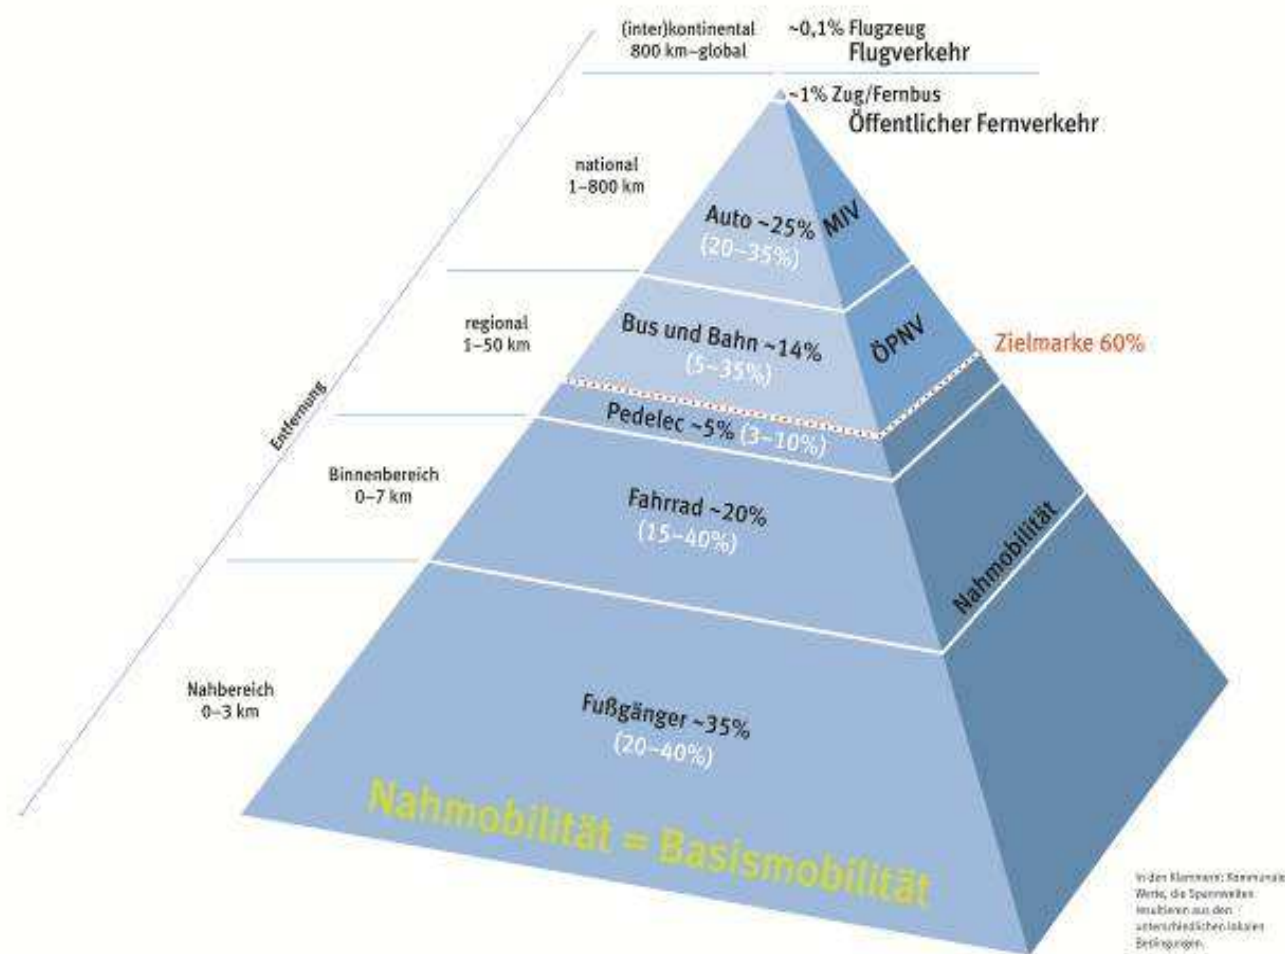 (inter)kontinental
800 km–global
~0,1% Flugzeug
Flugverkehr
~1% Zug/Fernbus
Öffentlicher Fernverkehr
national
1–800 km
Auto ~25%
(20–35%)
MIV
regional
1–50 km
Bus und Bahn ~14%
(5–35%)
ÖPNV
Zielmarke 60%
Entfernung
Pedelec ~5% (3–10%)
Binnenbereich
0–7 km
Fahrrad ~20%
(15–40%)
Nahmobilität
Nahbereich
0–3 km
Fußgänger ~35%
(20–40%)
Nahmobilität = Basismobilität
In den Klammern: Kommunale
Werte, die Spannweiten
resultieren aus den
unterschiedlichen lokalen
Bedingungen.